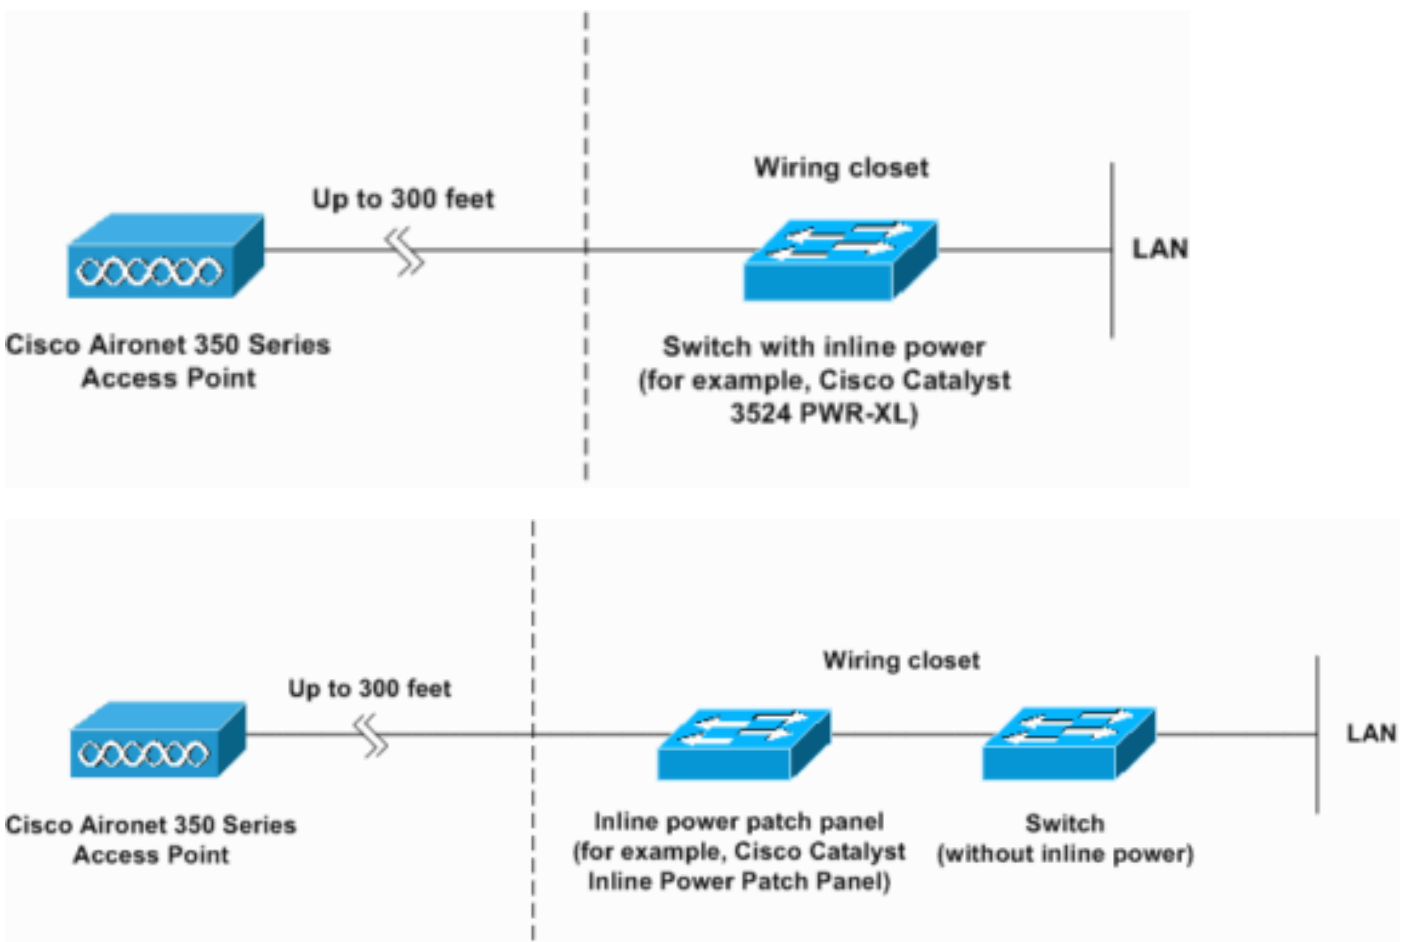 Wiring closet
Up to 300 feet
LAN
Cisco Aironet 350 Series
Access Point
Switch with inline power
(for example, Cisco Catalyst
3524 PWR-XL)
Wiring closet
Up to 300 feet
LAN
Cisco Aironet 350 Series
Access Point
Inline power patch panel
(for example, Cisco Catalyst
Inline Power Patch Panel)
Switch
(without inline power)